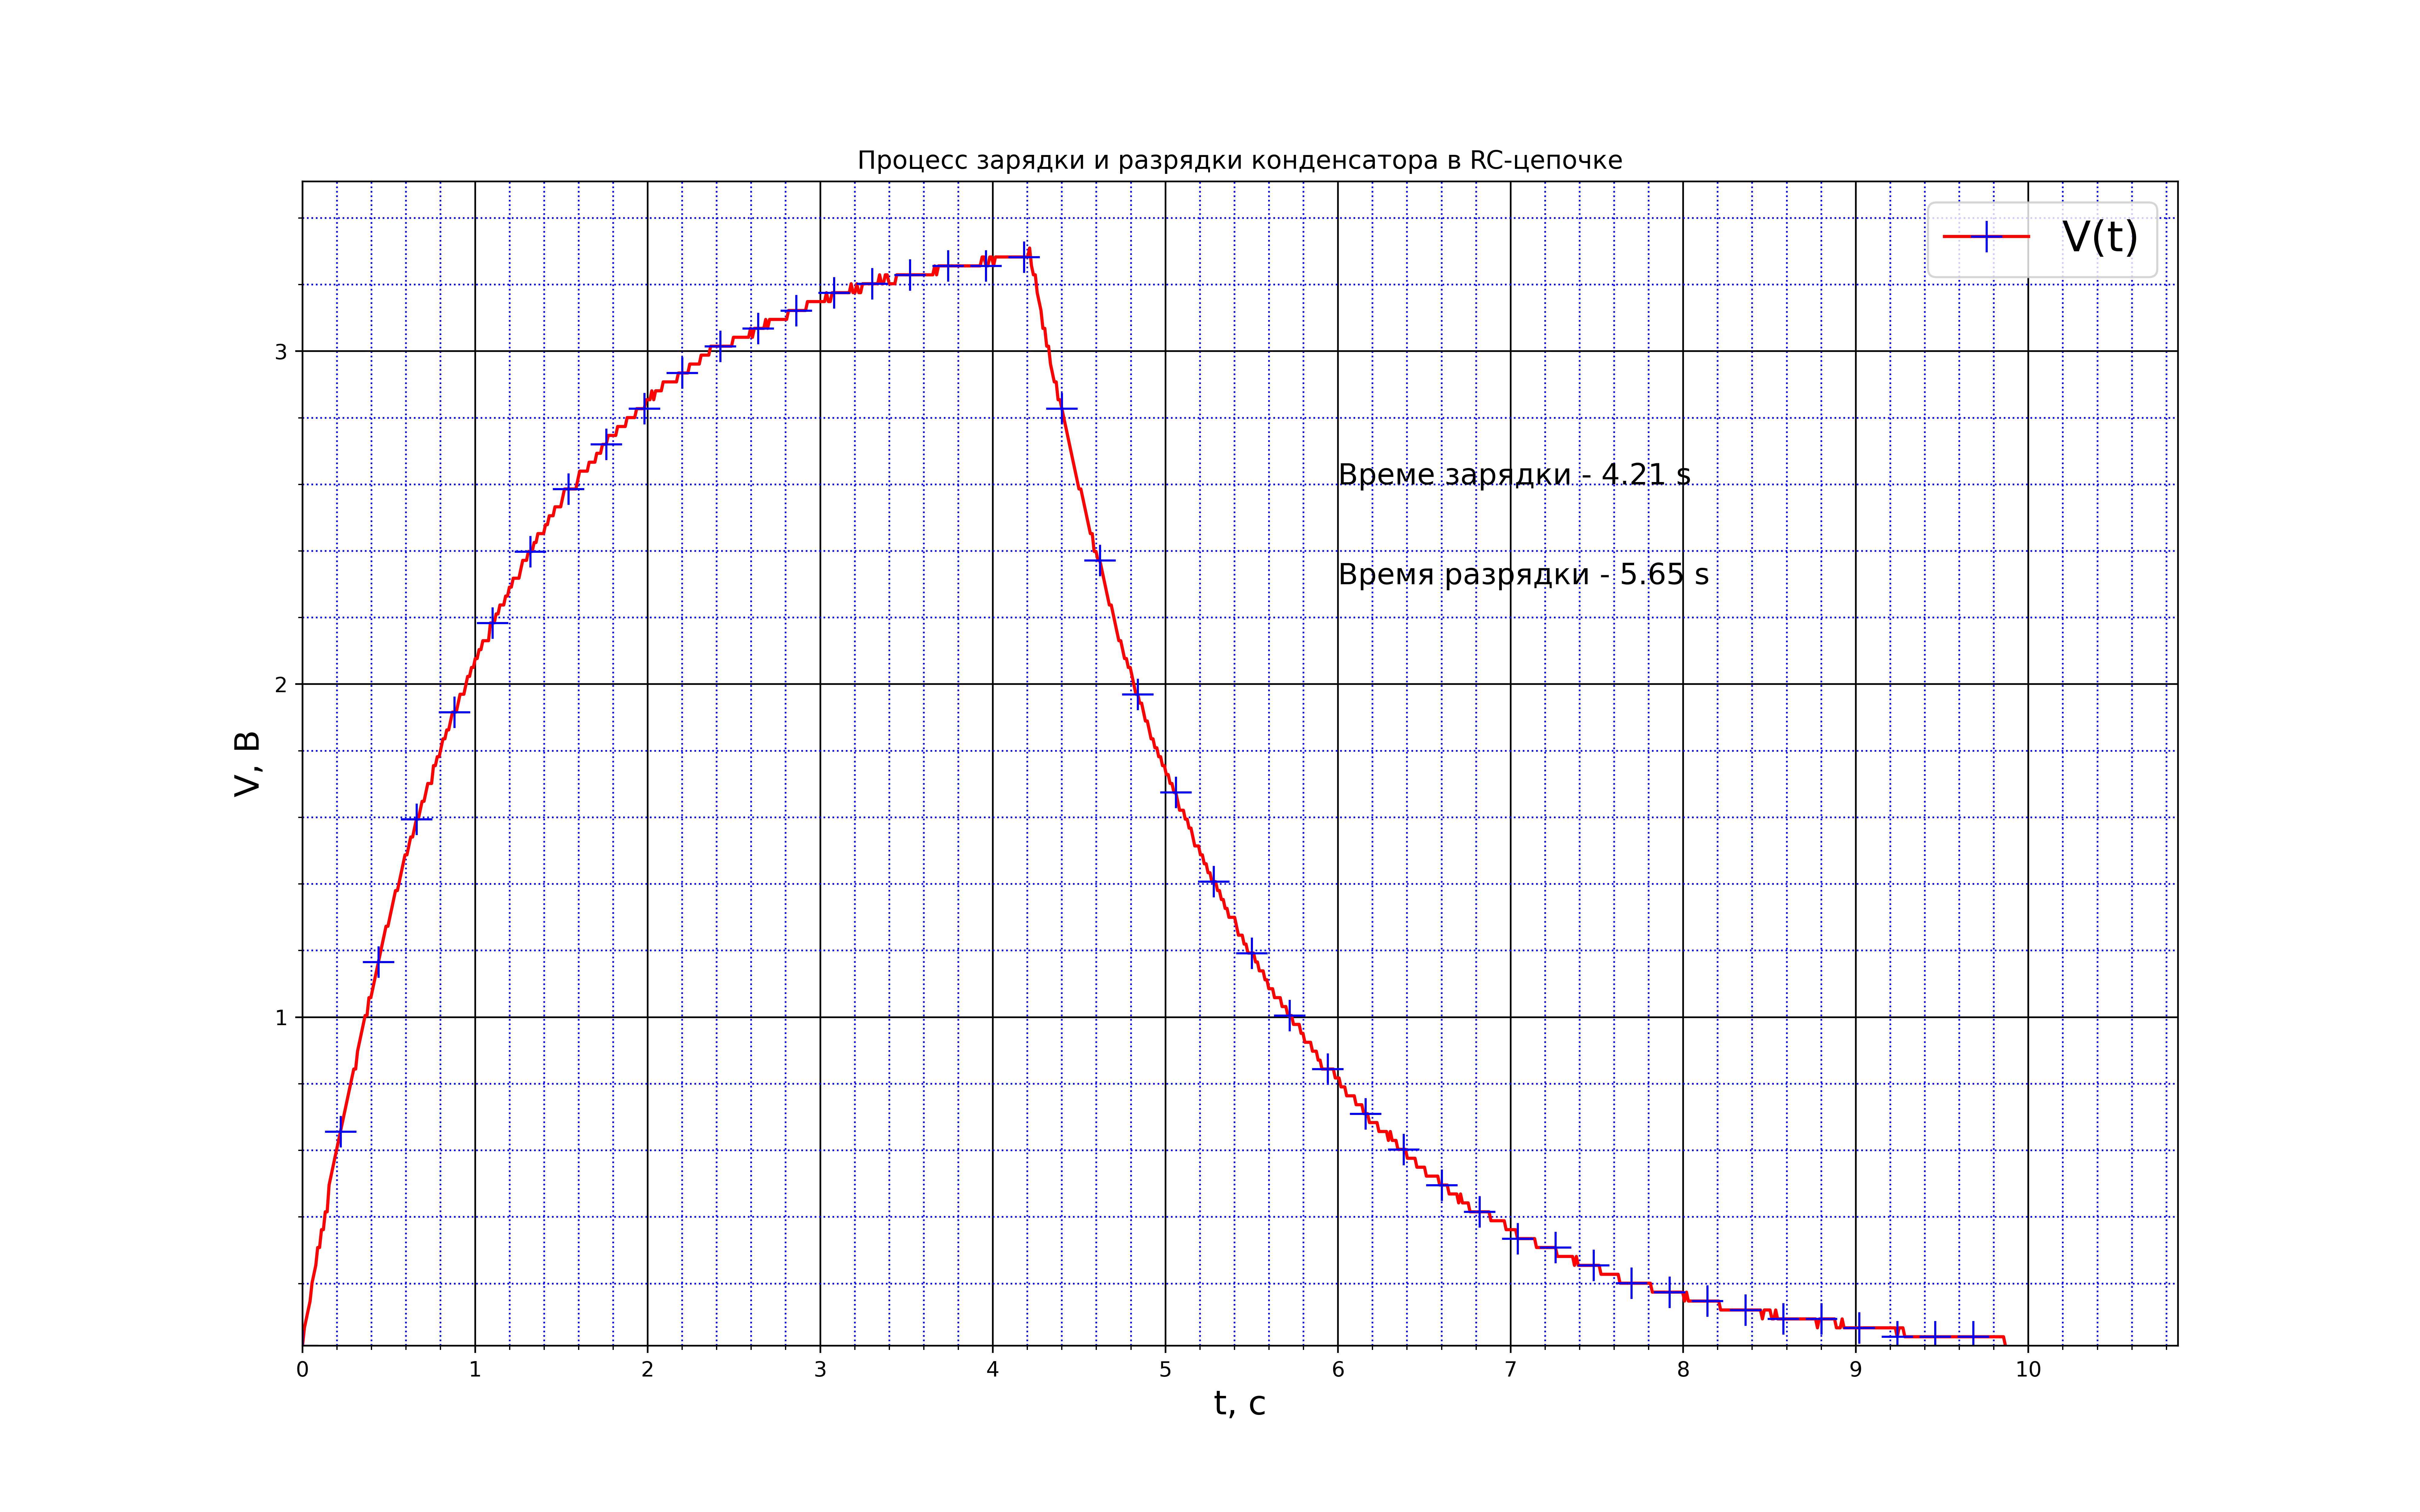 Процесс зарядки и разрядки конденсатора в RC-цепочке
V(t)
3
Време зарядки - 4.21 s
Время разрядки - 5.65 s
2
V, В
1
0 1 2 3 4 5 6 7 8 9 10
t, с